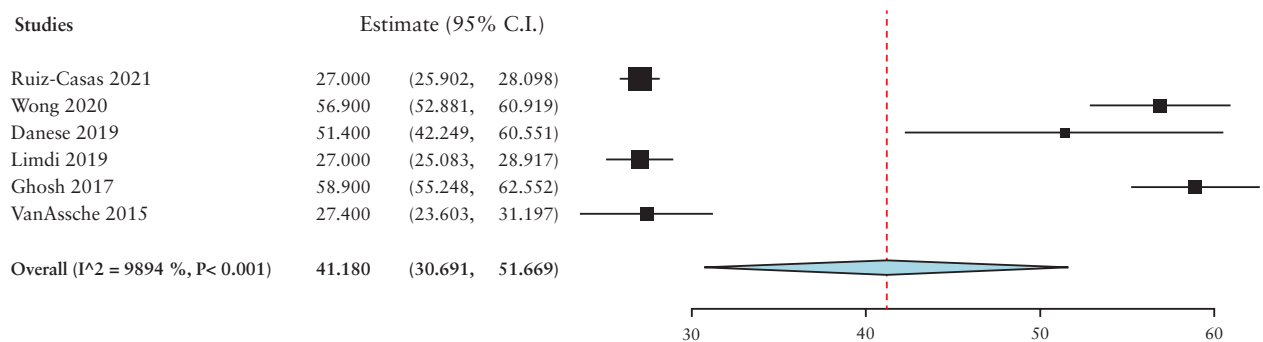 Studies Estimate (95% C.I.)
Ruiz-Casas 2021 27.000 (25.902, 28.098)
Wong 2020 56.900 (52.881, 60.919)
Danese 2019 51.400 (42.249, 60.551)
Limdi 2019 27.000 (25.083, 28.917)
Ghosh 2017 58.900 (55.248, 62.552)
VanAssche 2015 27.400 (23.603, 31.197)
Overall (I^2 = 9894 %, P< 0.001) 41.180 (30.691, 51.669)
30 40 50 60